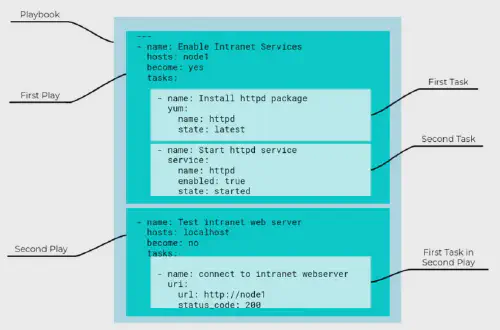 Playbook
---
- name: Enable Intranet Services
hosts: node1
become: yes
tasks:
First Play
- name: Install httpd package
yum:
name: httpd
state: latest
First Task
- name: Start httpd service
service:
name: httpd
enabled: true
state: started
Second Task
- name: Test intranet web server
hosts: localhost
become: no
tasks:
Second Play
- name: connect to intranet webserver
uri:
url: http://node1
status_code: 200
First Task in
Second Play